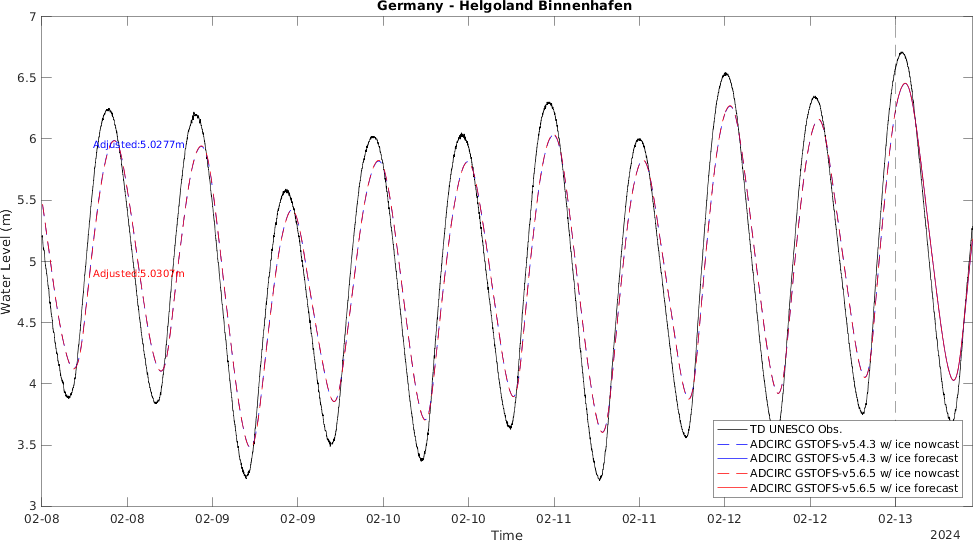 Germany - Helgoland Binnenhafen
7
6.5
6
5.5
5
4.5
4
3.5
3
Water Level (m)
Adjusted:5.0277m
Adjusted:5.0307m
TD UNESCO Obs.
ADCIRC GSTOFS-v5.4.3 w/ ice nowcast
ADCIRC GSTOFS-v5.4.3 w/ ice forecast
ADCIRC GSTOFS-v5.6.5 w/ ice nowcast
ADCIRC GSTOFS-v5.6.5 w/ ice forecast
02-08 02-08 02-09 02-09 02-10 02-10 02-11 02-11 02-12 02-12 02-13
Time
2024